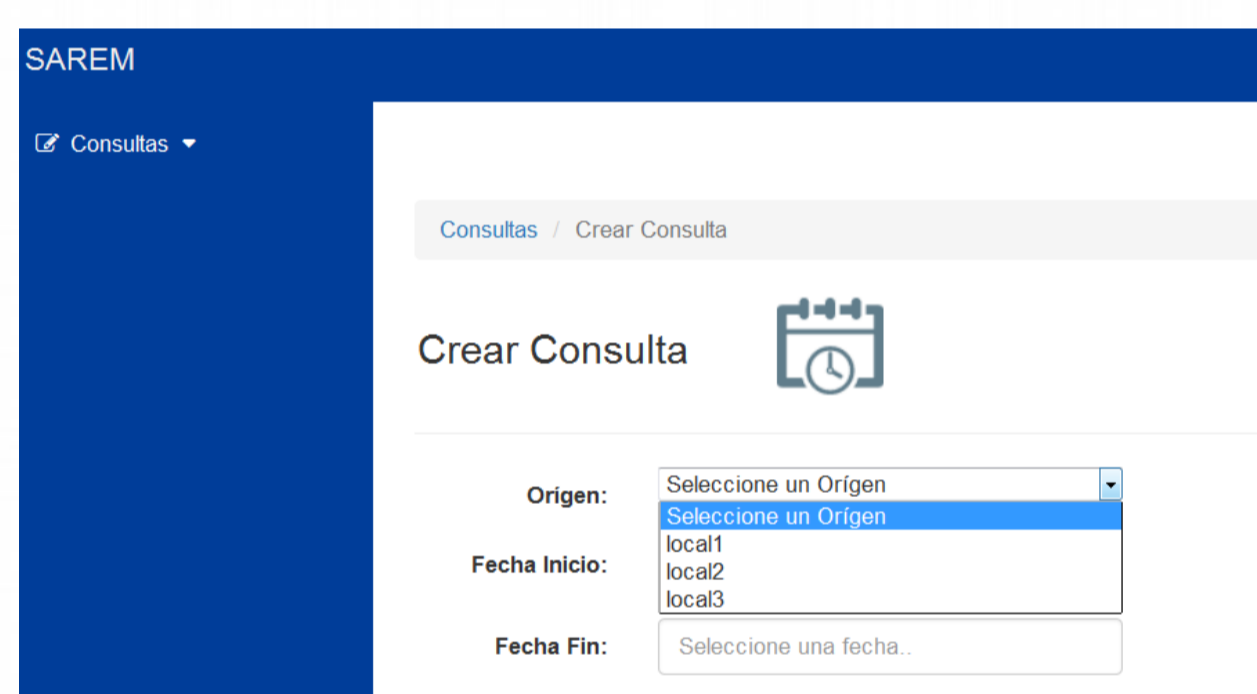 SAREM
Consultas
Consultas / Crear Consulta
Crear Consulta
Orígen: Seleccione un Orígen
Seleccione un Orígen
local1
Fecha Inicio: local2
local3
Fecha Fin: Seleccione una fecha..